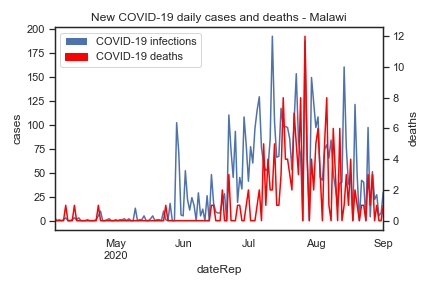 New COVID-19 daily cases and deaths - Malawi
COVID-19 infections
COVID-19 deaths
cases
200
175
150
125
100
75
50
25
0
deaths
12
10
8
6
4
2
0
May
2020
Jun
Jul
Aug
Sep
dateRep